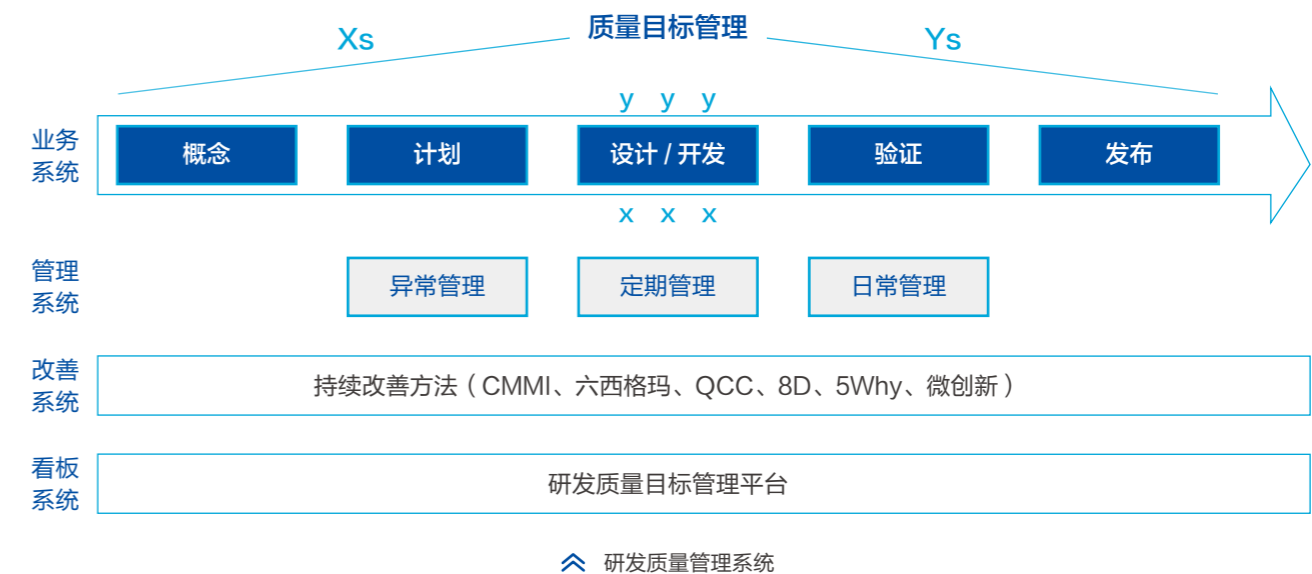 质量目标管理
Xs
Ys
y y y
业务
系统
概念
计划
设计 / 开发
验证
发布
x x x
管理
系统
异常管理
定期管理
日常管理
改善
系统
持续改善方法（CMMI、六西格玛、QCC、8D、5Why、微创新）
看板
系统
研发质量目标管理平台
研发质量管理系统